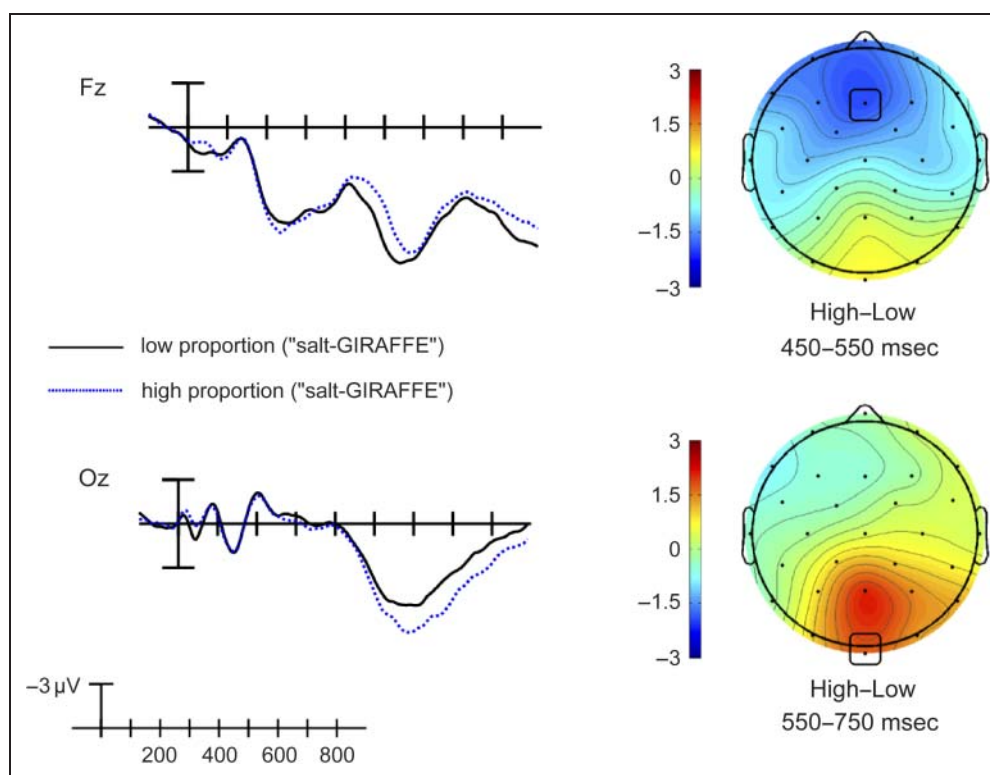 Fz
low proportion ("salt-GIRAFFE")
high proportion ("salt-GIRAFFE")
Oz
−3 µV
200 400 600 800
3
1.5
0
−1.5
−3
High–Low
450–550 msec
3
1.5
0
−1.5
−3
High–Low
550–750 msec